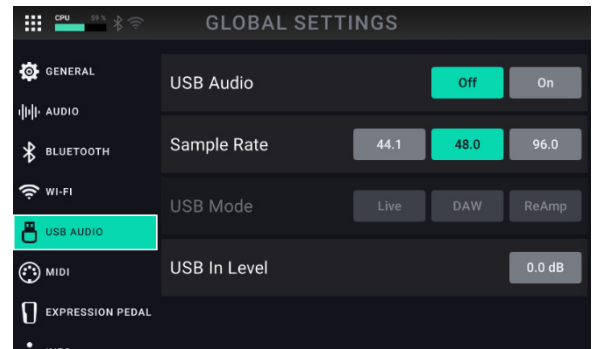 CPU 59 % GLOBAL SETTINGS
GENERAL
USB Audio Off On
AUDIO
Sample Rate 44.1 48.0 96.0
BLUETOOTH
WI-FI
USB Mode Live DAW ReAmp
USB AUDIO
MIDI
USB In Level 0.0 dB
EXPRESSION PEDAL